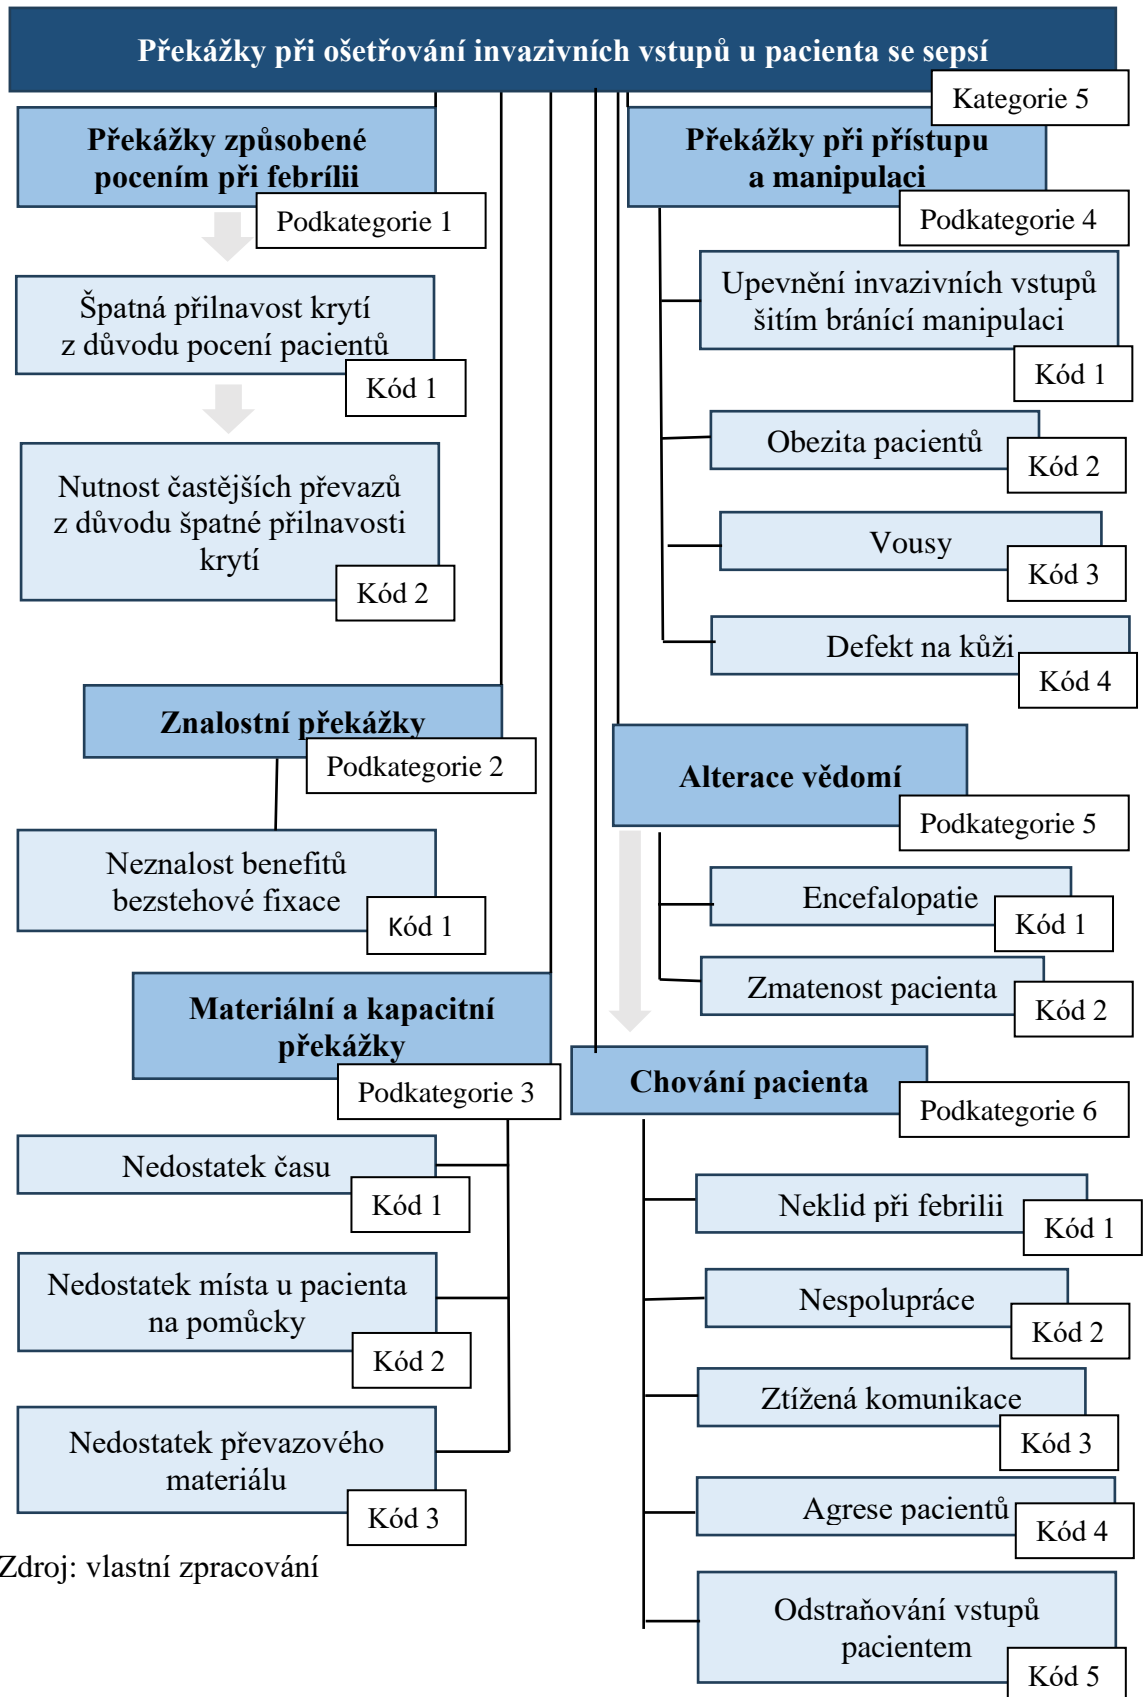 Překážky při ošetřování invazivních vstupů u pacienta se sepsí
Kategorie 5
Překážky způsobené
pocením při febrílii
Podkategorie 1
Špatná přilnavost krytí
z důvodu pocení pacientů
Kód 1
Nutnost častějších převazů
z důvodu špatné přilnavosti
krytí
Kód 2
Znalostní překážky
Podkategorie 2
Neznalost benefitů
bezstehové fixace
Kód 1
Materiální a kapacitní
překážky
Podkategorie 3
Nedostatek času
Kód 1
Nedostatek místa u pacienta
na pomůcky
Kód 2
Nedostatek převazového
materiálu
Kód 3
Překážky při přístupu
a manipulaci
Podkategorie 4
Upevnění invazivních vstupů
šitím bránící manipulaci
Kód 1
Obezita pacientů
Kód 2
Vousy
Kód 3
Defekt na kůži
Kód 4
Alterace vědomí
Podkategorie 5
Encefalopatie
Kód 1
Zmatenost pacienta
Kód 2
Chování pacienta
Podkategorie 6
Neklid při febrilii
Kód 1
Nespolupráce
Kód 2
Ztížená komunikace
Kód 3
Agrese pacientů
Kód 4
Odstraňování vstupů
pacientem
Kód 5
Zdroj: vlastní zpracování